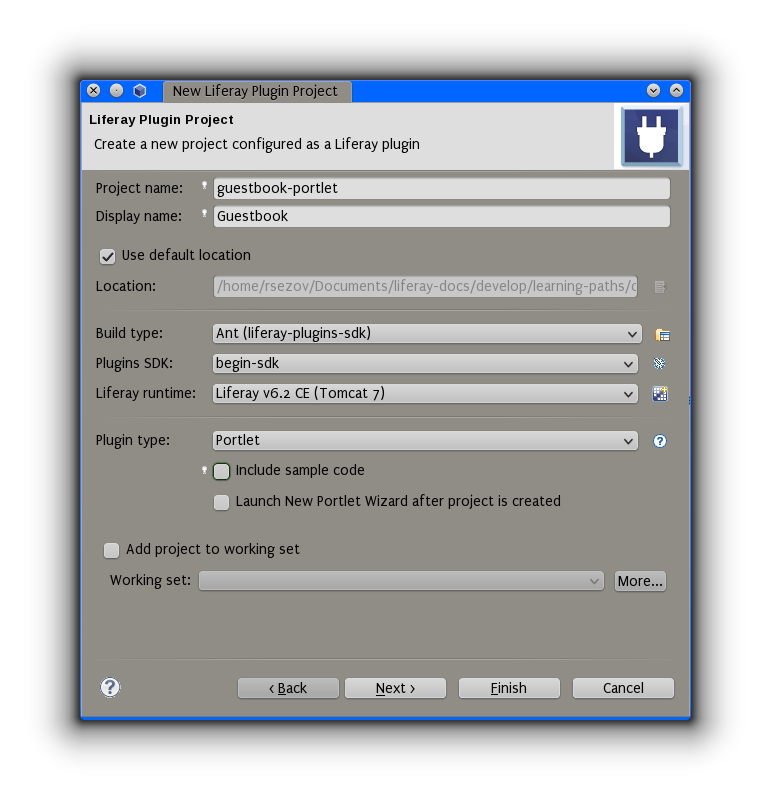 New Liferay Plugin Project
Liferay Plugin Project
Create a new project configured as a Liferay plugin
Project name: guestbook-portlet
Display name: Guestbook
Use default location
Location: /home/rsezov/Documents/liferay-docs/develop/learning-paths/c
Build type: Ant (liferay-plugins-sdk)
Plugins SDK: begin-sdk
Liferay runtime: Liferay v6.2 CE (Tomcat 7)
Plugin type: Portlet
Include sample code
Launch New Portlet Wizard after project is created
Add project to working set
Working set: More...
< Back Next > Finish Cancel